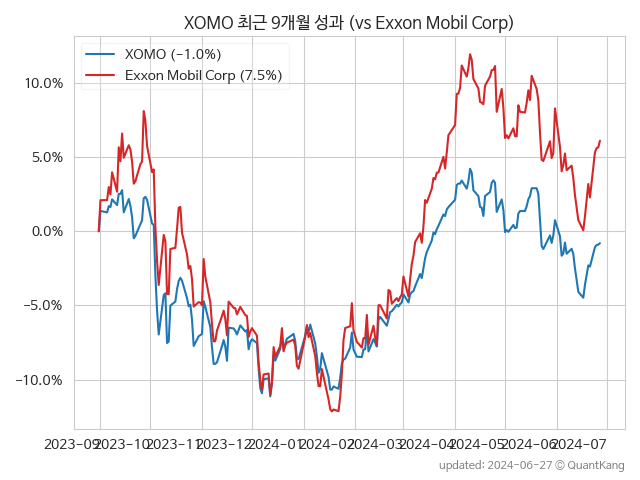 XOMO 최근 9개월 성과 (vs Exxon Mobil Corp)
XOMO (−1.0%)
Exxon Mobil Corp (7.5%)
10.0%
5.0%
0.0%
−5.0%
−10.0%
2023-09 2023-10 2023-11 2023-12 2024-01 2024-02 2024-03 2024-04 2024-05 2024-06 2024-07
updated: 2024-06-27 © QuantKang